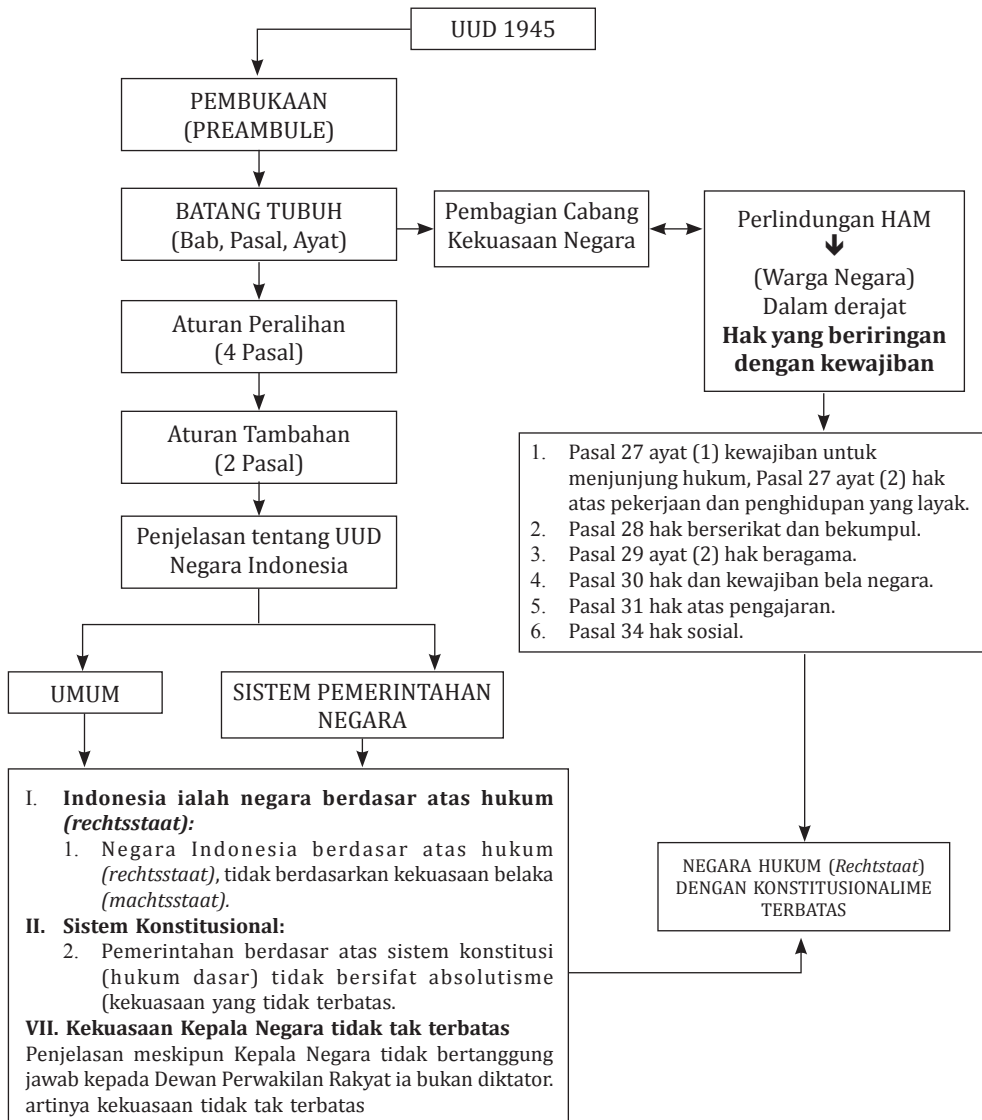 UUD 1945
PEMBUKAAN
(PREAMBULE)
BATANG TUBUH
(Bab, Pasal, Ayat)
Pembagian Cabang
Kekuasaan Negara
Perlindungan HAM
(Warga Negara)
Dalam derajat
Hak yang beriringan
dengan kewajiban
Aturan Peralihan
(4 Pasal)
Aturan Tambahan
(2 Pasal)
Penjelasan tentang UUD
Negara Indonesia
1. Pasal 27 ayat (1) kewajiban untuk
menjunjung hukum, Pasal 27 ayat (2) hak
atas pekerjaan dan penghidupan yang layak.
2. Pasal 28 hak berserikat dan bekumpul.
3. Pasal 29 ayat (2) hak beragama.
4. Pasal 30 hak dan kewajiban bela negara.
5. Pasal 31 hak atas pengajaran.
6. Pasal 34 hak sosial.
UMUM
SISTEM PEMERINTAHAN
NEGARA
I. Indonesia ialah negara berdasar atas hukum
(rechtsstaat):
1. Negara Indonesia berdasar atas hukum
(rechtsstaat), tidak berdasarkan kekuasaan belaka
(machtsstaat).
II. Sistem Konstitusional:
2. Pemerintahan berdasar atas sistem konstitusi
(hukum dasar) tidak bersifat absolutisme
(kekuasaan yang tidak terbatas.
VII. Kekuasaan Kepala Negara tidak tak terbatas
Penjelasan meskipun Kepala Negara tidak bertanggung
jawab kepada Dewan Perwakilan Rakyat ia bukan diktator.
artinya kekuasaan tidak tak terbatas
NEGARA HUKUM (Rechtstaat)
DENGAN KONSTITUSIONALIME
TERBATAS